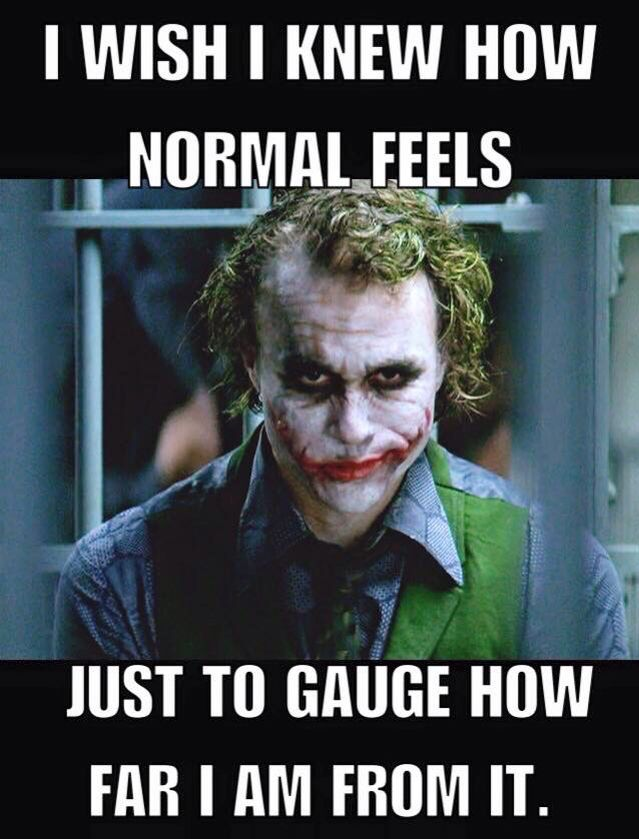 I WISH I KNEW HOW
NORMAL FEELS
JUST TO GAUGE HOW
FAR I AM FROM IT.